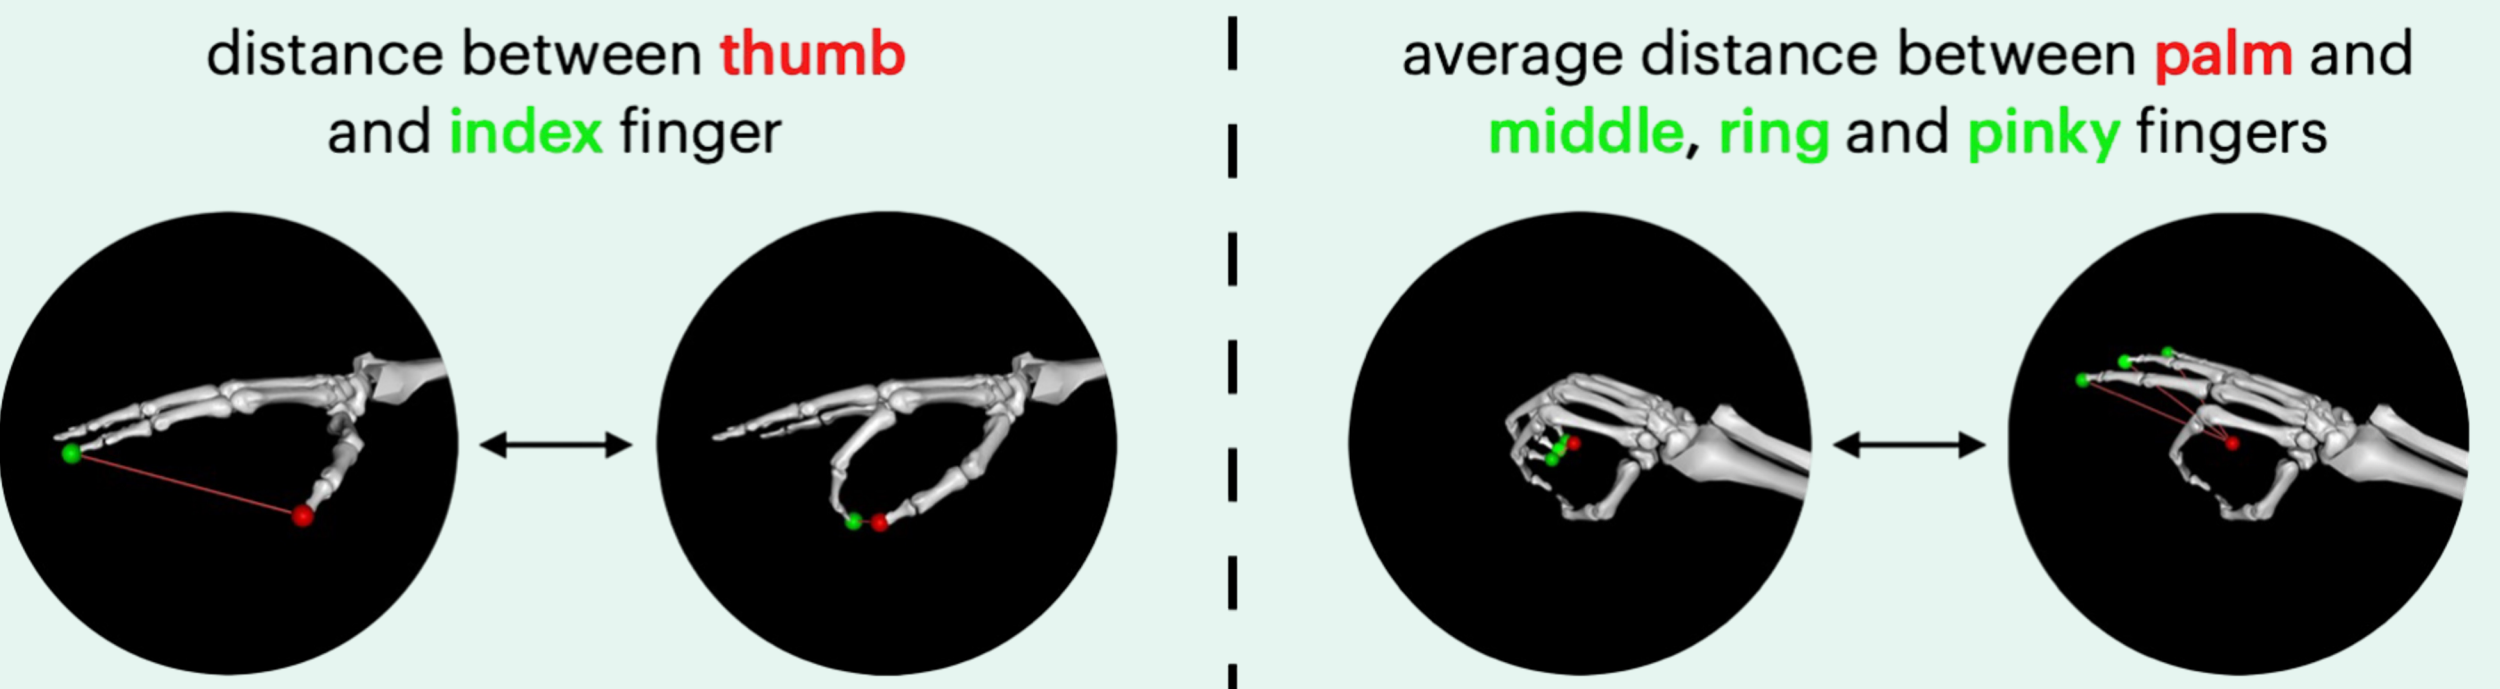 distance between thumb
and index finger
average distance between palm and
middle, ring and pinky fingers